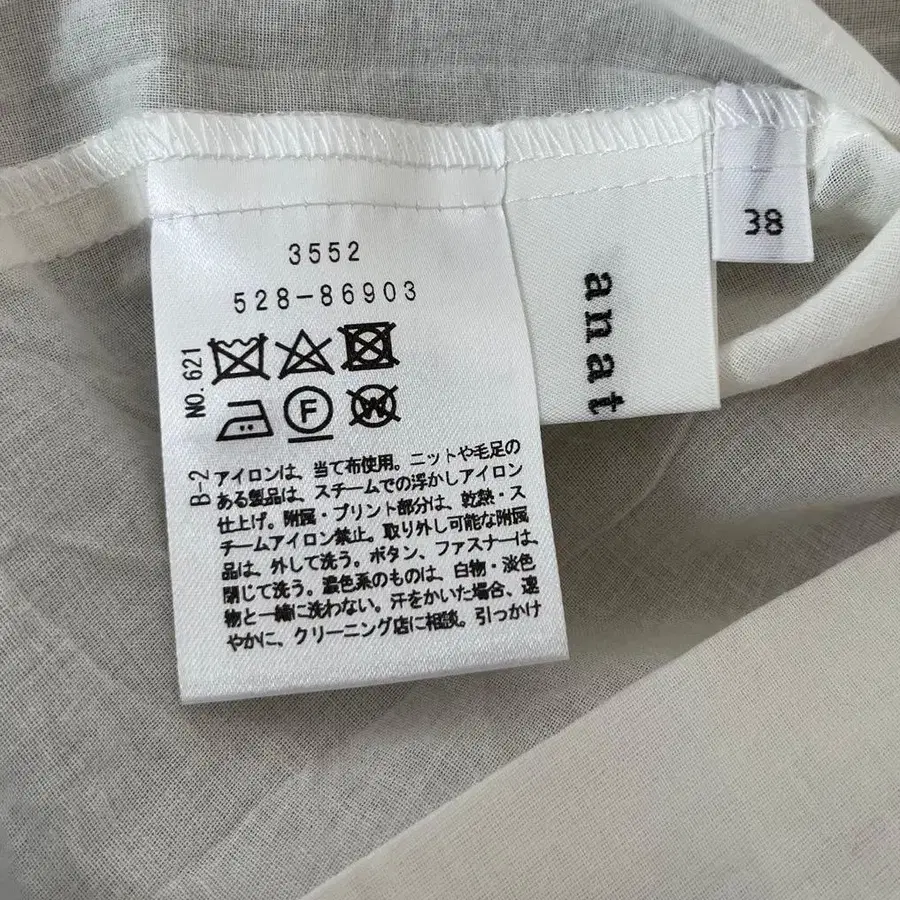 3552
528-86903
NO.621
F
W
B-2
アイロンは、当て布使用。ニットや毛足の
ある製品は、スチームでの浮かしアイロン
仕上げ。附属・プリント部分は、乾熱・ス
チームアイロン禁止。取り外し可能な附属
品は、外して洗う。ボタン、ファスナーは、
閉じて洗う。濃色系のものは、白物・淡色
物と一緒に洗わない。汗をかいた場合、速
やかに、クリーニング店に相談。引っかけ
anat
38